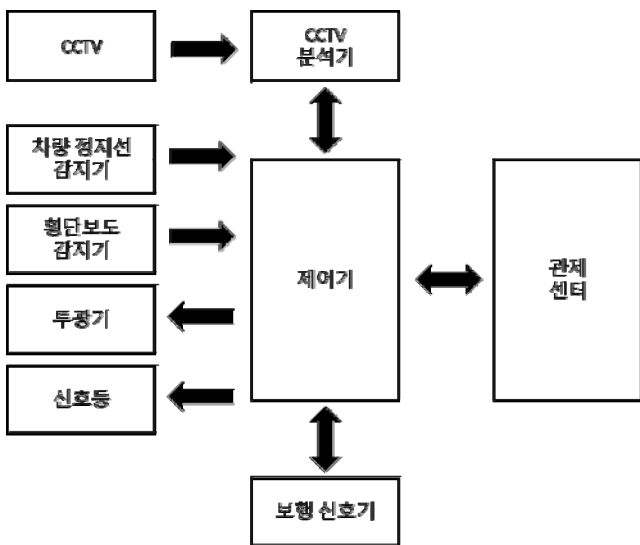 CCTV
CCTV
분석기
차량 정지선
감지기
횡단보도
감지기
투광기
신호등
제어기
관제
센터
보행 신호기